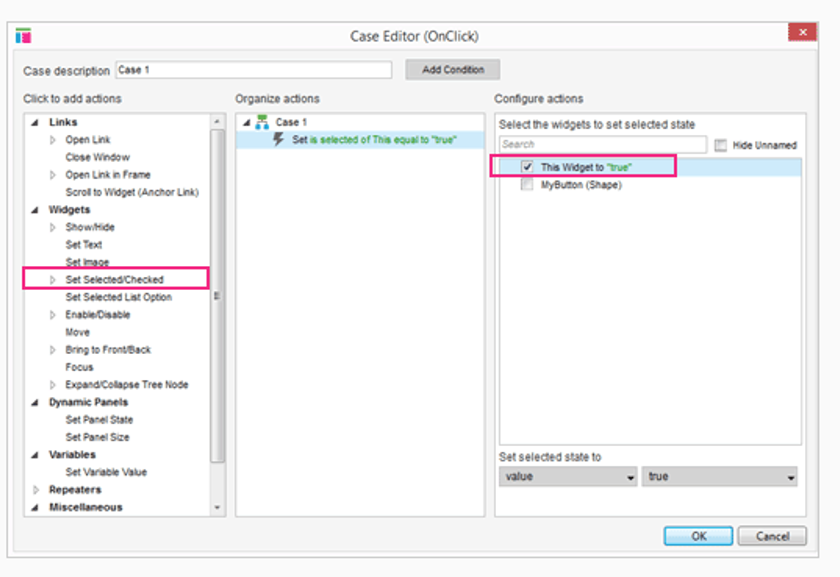 Case Editor (OnClick)
Case description Case 1 Add Condition
Click to add actions
Links
Open Link
Close Window
Open Link in Frame
Scroll to Widget (Anchor Link)
Widgets
Show/Hide
Set Text
Set Image
Set Selected/Checked
Set Selected List Option
Enable/Disable
Move
Bring to Front/Back
Focus
Expand/Collapse Tree Node
Dynamic Panels
Set Panel State
Set Panel Size
Variables
Set Variable Value
Repeaters
Miscellaneous
Organize actions
Case 1
Set is selected of This equal to "true"
Configure actions
Select the widgets to set selected state
Search Hide Unnamed
This Widget to "true"
MyButton (Shape)
Set selected state to
value true
OK Cancel